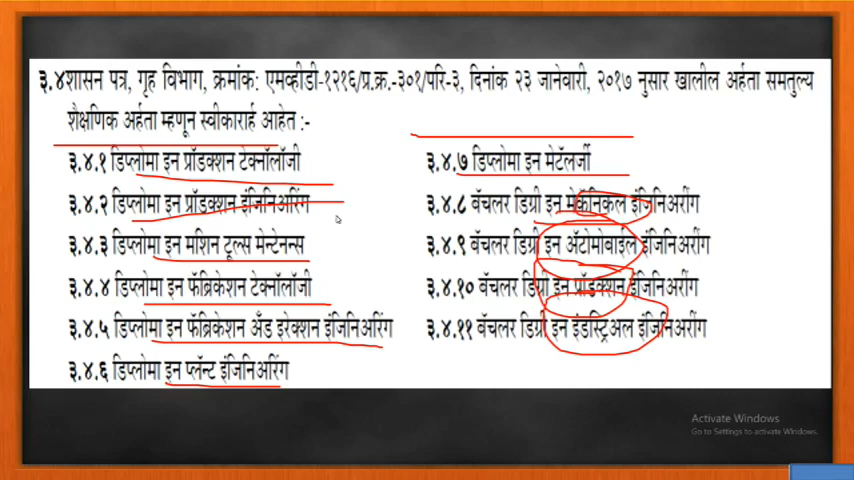 ३.४शासन पत्र, गृह विभाग, क्रमांक: एमव्हीडी-१२१६/प्र.क्र.-३०१/परि-३, दिनांक २३ जानेवारी, २०१७ नुसार खालील अर्हता समतुल्य
शैक्षणिक अर्हता म्हणून स्वीकारार्ह आहेत :-
३.४.१ डिप्लोमा इन प्रॉडक्शन टेक्नॉलॉजी
३.४.२ डिप्लोमा इन प्रॉडक्शन इंजिनिअरिंग
३.४.३ डिप्लोमा इन मशिन टूल्स मेन्टेनन्स
३.४.४ डिप्लोमा इन फॅब्रिकेशन टेक्नॉलॉजी
३.४.५ डिप्लोमा इन फॅब्रिकेशन अँड इरेक्शन इंजिनिअरिंग
३.४.६ डिप्लोमा इन प्लॅन्ट इंजिनिअरिंग
३.४.७ डिप्लोमा इन मेटॅलर्जी
३.४.८ बॅचलर डिग्री इन मेकॅनिकल इंजिनिअरींग
३.४.९ बॅचलर डिग्री इन ॲटोमोबाईल इंजिनिअरींग
३.४.१० बॅचलर डिग्री इन प्रॉडक्शन इंजिनिअरींग
३.४.११ बॅचलर डिग्री इन इंडस्ट्रिअल इंजिनिअरींग
Activate Windows
Go to Settings to activate Windows.